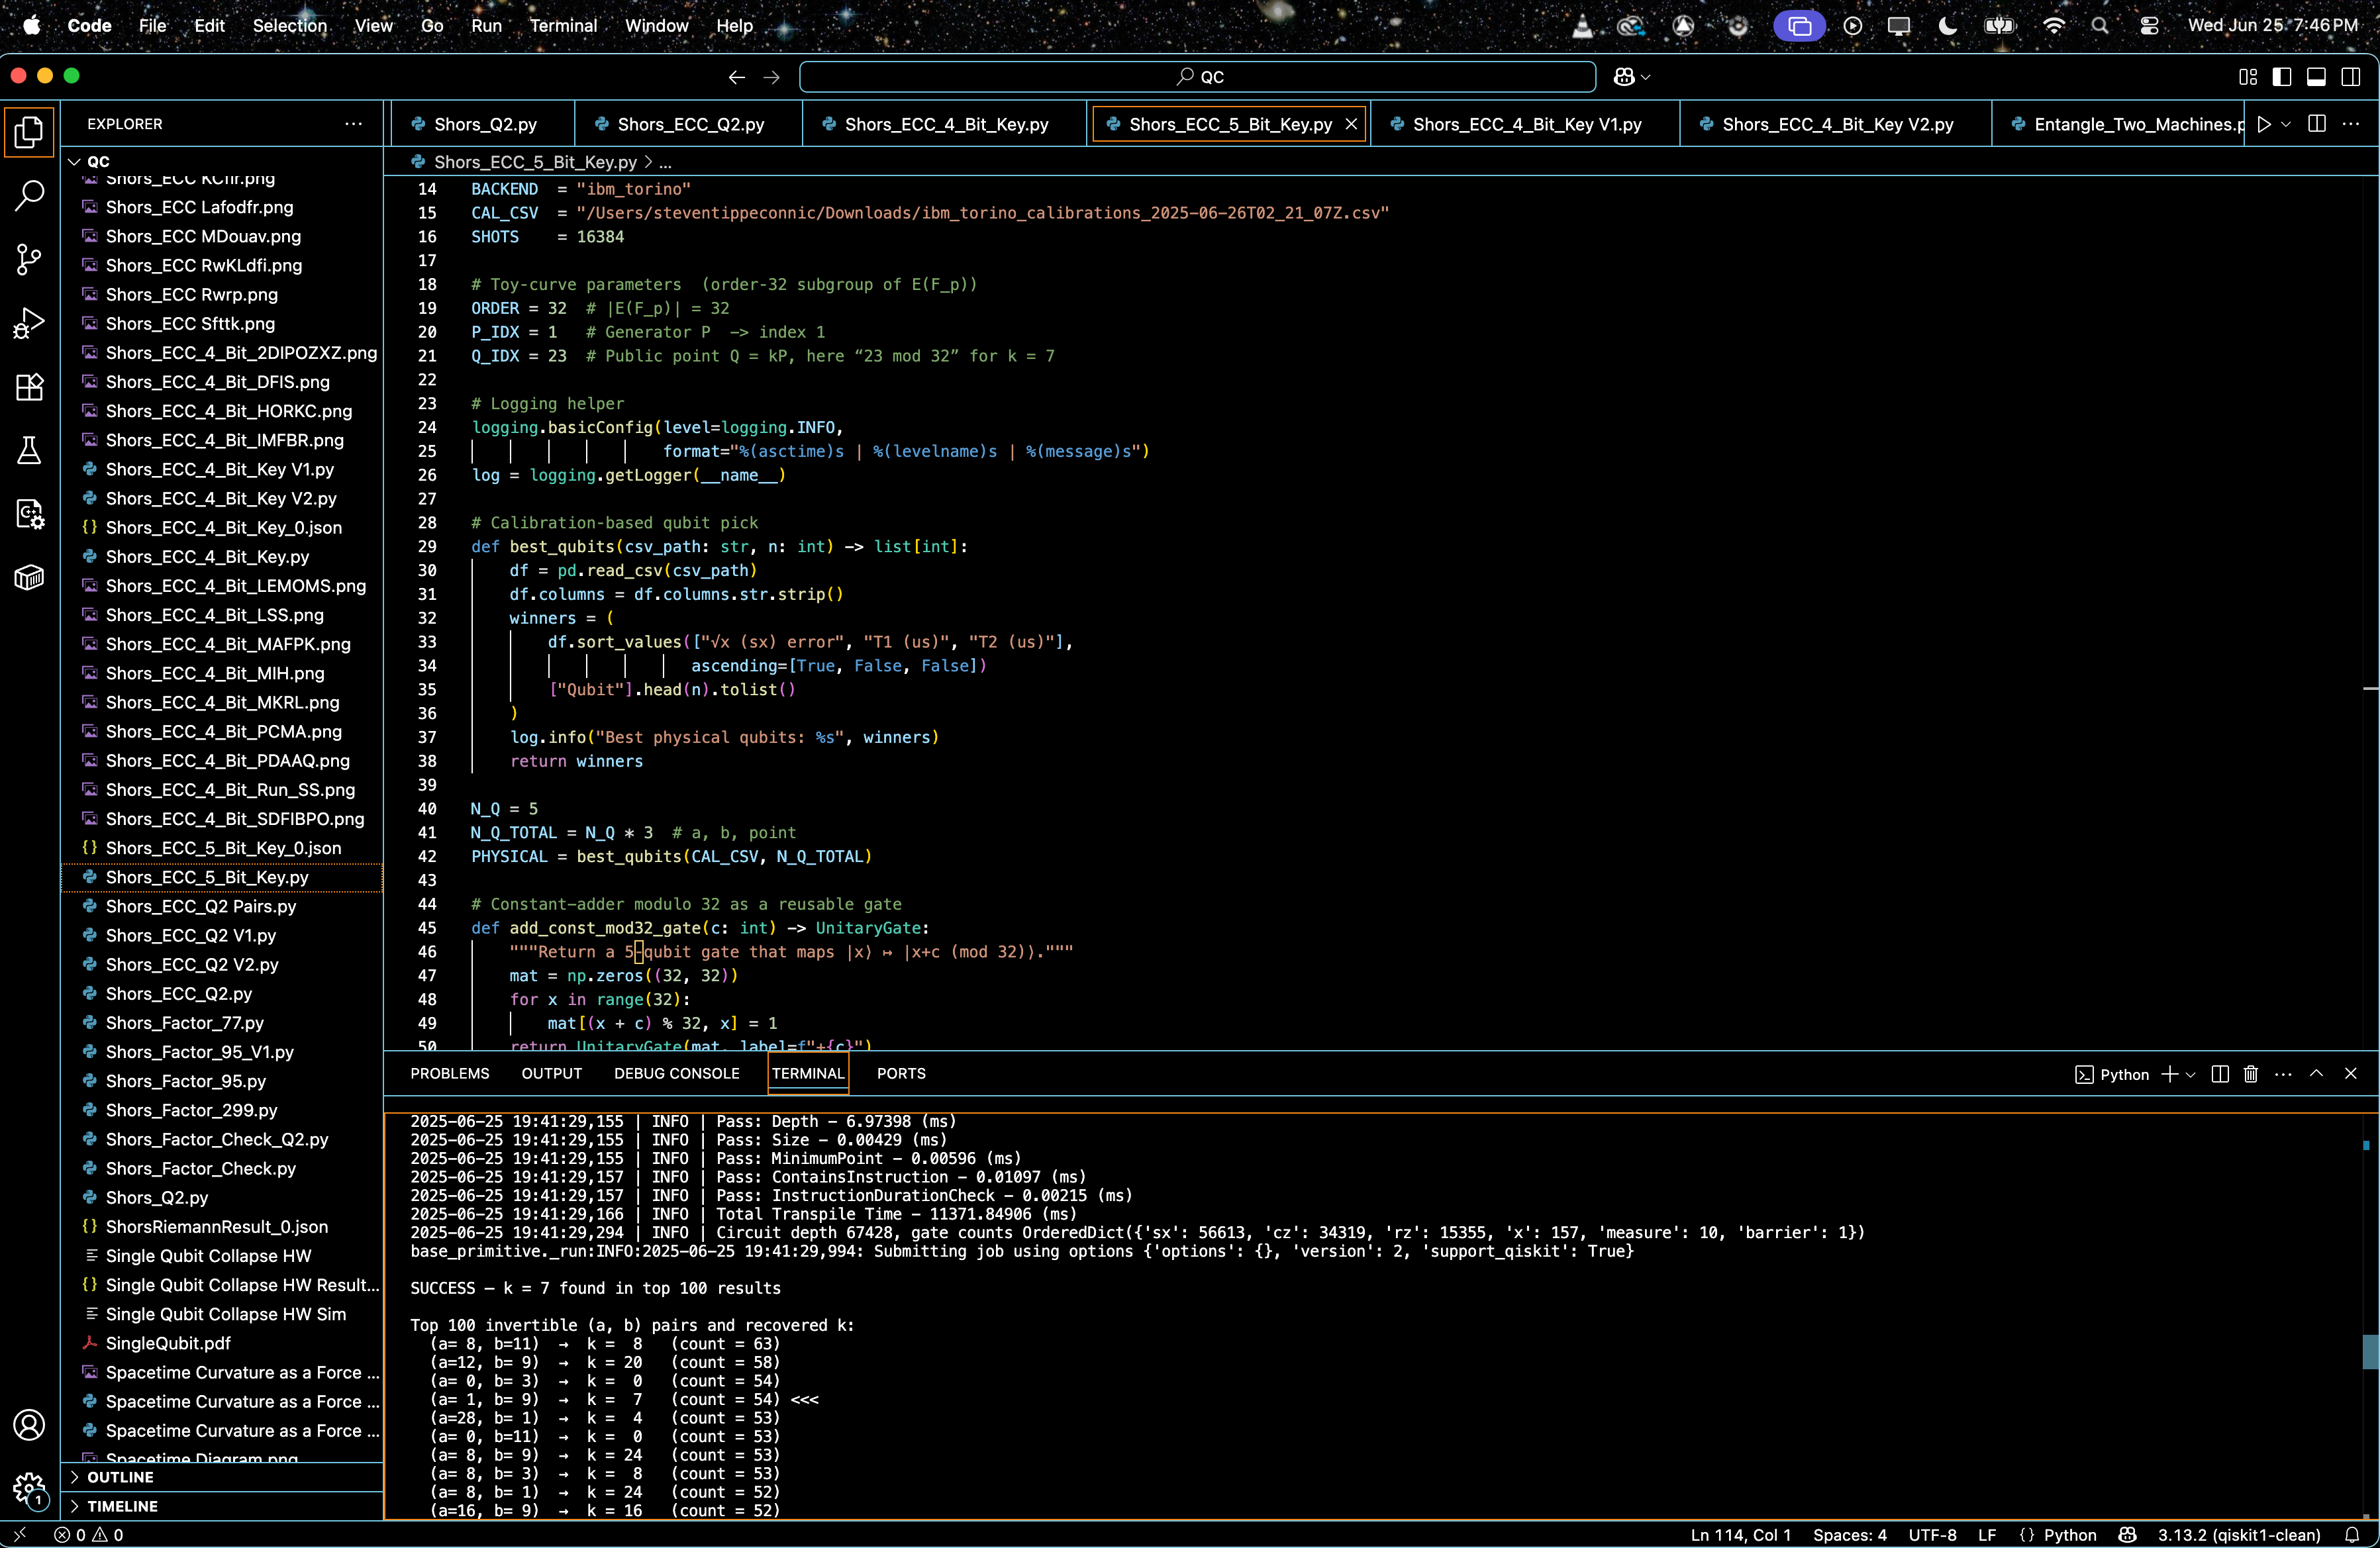 Code File Edit Selection View Go Run Terminal Window Help Wed Jun 25 7:46 PM
QC
EXPLORER
Shors_Q2.py Shors_ECC_Q2.py Shors_ECC_4_Bit_Key.py Shors_ECC_5_Bit_Key.py Shors_ECC_4_Bit_Key V1.py Shors_ECC_4_Bit_Key V2.py Entangle_Two_Machines.p
QC
Shors_ECC KCfir.png
Shors_ECC Lafodfr.png
Shors_ECC MDouav.png
Shors_ECC RwKLdfi.png
Shors_ECC Rwrp.png
Shors_ECC Sfttk.png
Shors_ECC_4_Bit_2DIPOZXZ.png
Shors_ECC_4_Bit_DFIS.png
Shors_ECC_4_Bit_HORKC.png
Shors_ECC_4_Bit_IMFBR.png
Shors_ECC_4_Bit_Key V1.py
Shors_ECC_4_Bit_Key V2.py
{} Shors_ECC_4_Bit_Key_0.json
Shors_ECC_4_Bit_Key.py
Shors_ECC_4_Bit_LEMOMS.png
Shors_ECC_4_Bit_LSS.png
Shors_ECC_4_Bit_MAFPK.png
Shors_ECC_4_Bit_MIH.png
Shors_ECC_4_Bit_MKRL.png
Shors_ECC_4_Bit_PCMA.png
Shors_ECC_4_Bit_PDAAQ.png
Shors_ECC_4_Bit_Run_SS.png
Shors_ECC_4_Bit_SDFIBPO.png
{} Shors_ECC_5_Bit_Key_0.json
Shors_ECC_5_Bit_Key.py
Shors_ECC_Q2 Pairs.py
Shors_ECC_Q2 V1.py
Shors_ECC_Q2 V2.py
Shors_ECC_Q2.py
Shors_Factor_77.py
Shors_Factor_95_V1.py
Shors_Factor_95.py
Shors_Factor_299.py
Shors_Factor_Check_Q2.py
Shors_Factor_Check.py
Shors_Q2.py
{} ShorsRiemannResult_0.json
Single Qubit Collapse HW
{} Single Qubit Collapse HW Result...
Single Qubit Collapse HW Sim
SingleQubit.pdf
Spacetime Curvature as a Force ...
Spacetime Curvature as a Force ...
Spacetime Curvature as a Force ...
Spacetime Diagram.png
OUTLINE
TIMELINE
1
Shors_ECC_5_Bit_Key.py > ...
14 BACKEND = "ibm_torino"
15 CAL_CSV = "/Users/steventippeconnic/Downloads/ibm_torino_calibrations_2025-06-26T02_21_07Z.csv"
16 SHOTS = 16384
17
18 # Toy-curve parameters (order-32 subgroup of E(F_p))
19 ORDER = 32 # |E(F_p)| = 32
20 P_IDX = 1 # Generator P -> index 1
21 Q_IDX = 23 # Public point Q = kP, here “23 mod 32” for k = 7
22
23 # Logging helper
24 logging.basicConfig(level=logging.INFO,
25 format="%(asctime)s | %(levelname)s | %(message)s")
26 log = logging.getLogger(__name__)
27
28 # Calibration-based qubit pick
29 def best_qubits(csv_path: str, n: int) -> list[int]:
30 df = pd.read_csv(csv_path)
31 df.columns = df.columns.str.strip()
32 winners = (
33 df.sort_values(["√x (sx) error", "T1 (us)", "T2 (us)"],
34 ascending=[True, False, False])
35 ["Qubit"].head(n).tolist()
36 )
37 log.info("Best physical qubits: %s", winners)
38 return winners
39
40 N_Q = 5
41 N_Q_TOTAL = N_Q * 3 # a, b, point
42 PHYSICAL = best_qubits(CAL_CSV, N_Q_TOTAL)
43
44 # Constant-adder modulo 32 as a reusable gate
45 def add_const_mod32_gate(c: int) -> UnitaryGate:
46 """Return a 5-qubit gate that maps |x⟩ ↦ |x+c (mod 32)⟩."""
47 mat = np.zeros((32, 32))
48 for x in range(32):
49 mat[(x + c) % 32, x] = 1
50 return UnitaryGate(mat, label=f"+{c}")
PROBLEMS OUTPUT DEBUG CONSOLE TERMINAL PORTS Python
2025-06-25 19:41:29,155 | INFO | Pass: Depth - 6.97398 (ms)
2025-06-25 19:41:29,155 | INFO | Pass: Size - 0.00429 (ms)
2025-06-25 19:41:29,155 | INFO | Pass: MinimumPoint - 0.00596 (ms)
2025-06-25 19:41:29,157 | INFO | Pass: ContainsInstruction - 0.01097 (ms)
2025-06-25 19:41:29,157 | INFO | Pass: InstructionDurationCheck - 0.00215 (ms)
2025-06-25 19:41:29,166 | INFO | Total Transpile Time - 11371.84906 (ms)
2025-06-25 19:41:29,294 | INFO | Circuit depth 67428, gate counts OrderedDict({'sx': 56613, 'cz': 34319, 'rz': 15355, 'x': 157, 'measure': 10, 'barrier': 1})
base_primitive._run:INFO:2025-06-25 19:41:29,994: Submitting job using options {'options': {}, 'version': 2, 'support_qiskit': True}
SUCCESS — k = 7 found in top 100 results
Top 100 invertible (a, b) pairs and recovered k:
(a= 8, b=11) → k = 8 (count = 63)
(a=12, b= 9) → k = 20 (count = 58)
(a= 0, b= 3) → k = 0 (count = 54)
(a= 1, b= 9) → k = 7 (count = 54) <<<
(a=28, b= 1) → k = 4 (count = 53)
(a= 0, b=11) → k = 0 (count = 53)
(a= 8, b= 9) → k = 24 (count = 53)
(a= 8, b= 3) → k = 8 (count = 53)
(a= 8, b= 1) → k = 24 (count = 52)
(a=16, b= 9) → k = 16 (count = 52)
0 0 Ln 114, Col 1 Spaces: 4 UTF-8 LF {} Python 3.13.2 (qiskit1-clean)